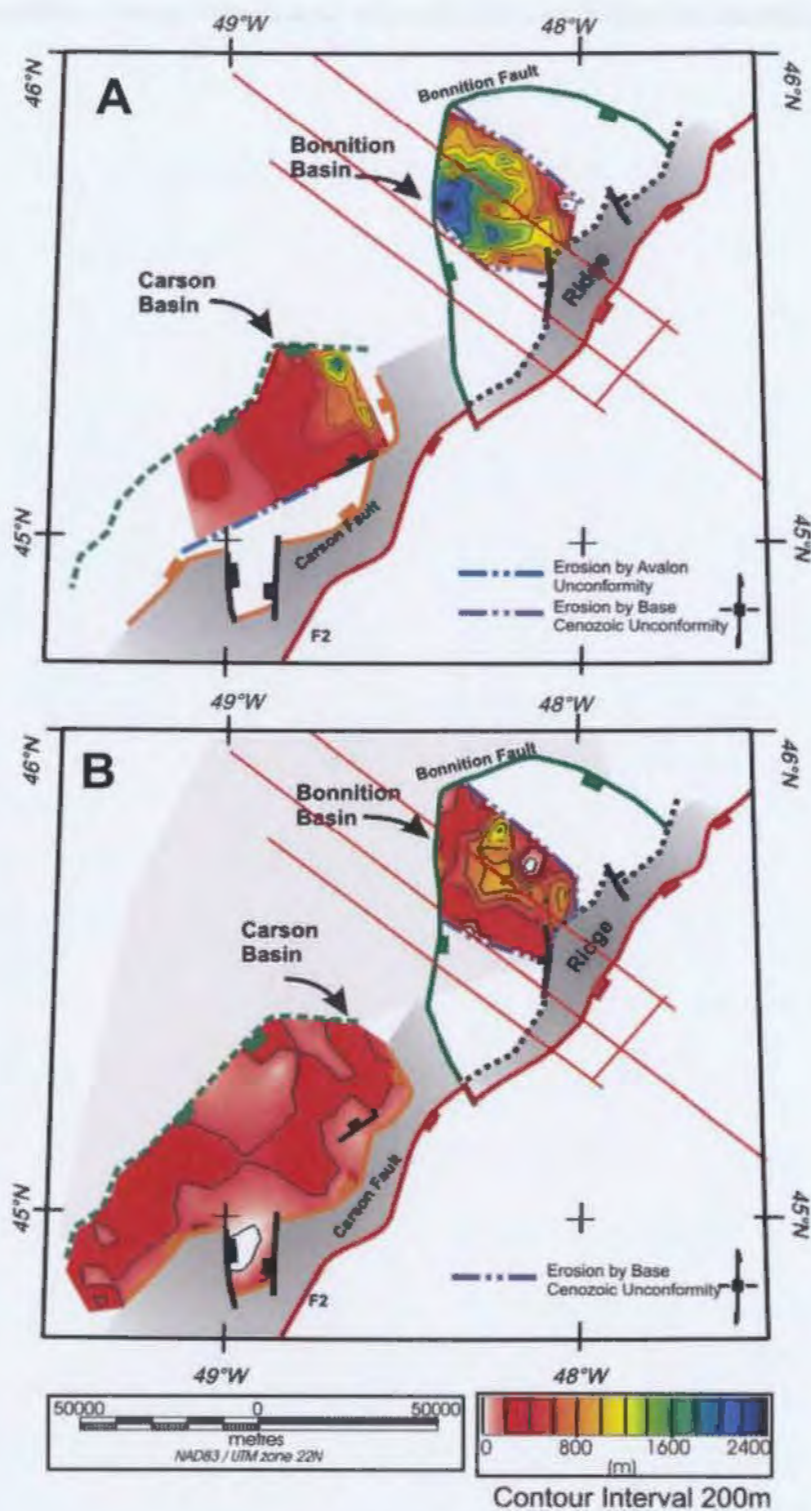 49°W 48°W
46°N 46°N
A
Bonnition Fault
Bonnition
Basin
Carson
Basin
Ridge
45°N 45°N
Carson Fault
Erosion by Avalon
Unconformity
Erosion by Base
Cenozoic Unconformity
F2
49°W 48°W
46°N 46°N
B
Bonnition Fault
Bonnition
Basin
Carson
Basin
Ridge
45°N 45°N
Carson Fault
Erosion by Base
Cenozoic Unconformity
F2
49°W 48°W
50000 0 50000
metres
NAD83 / UTM zone 22N
0 800 1600 2400
(m)
Contour Interval 200m